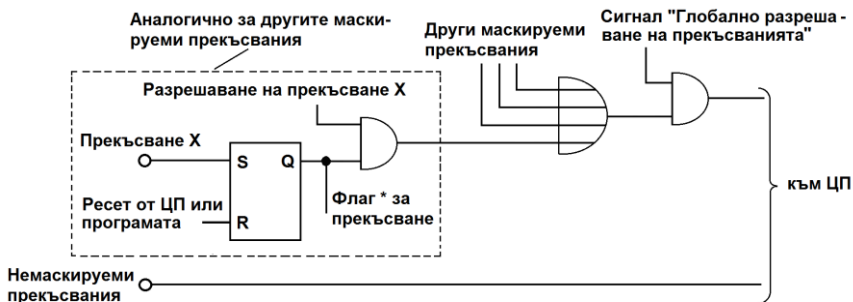 Аналогично за другите маски-
руеми прекъсвания
Други маскируеми
прекъсвания
Сигнал "Глобално разреша -
ване на прекъсванията"
Разрешаване на прекъсване X
Прекъсване X
S
Q
Ресет от ЦП или
програмата
R
Флаг * за
прекъсване
към ЦП
Немаскируеми
прекъсвания